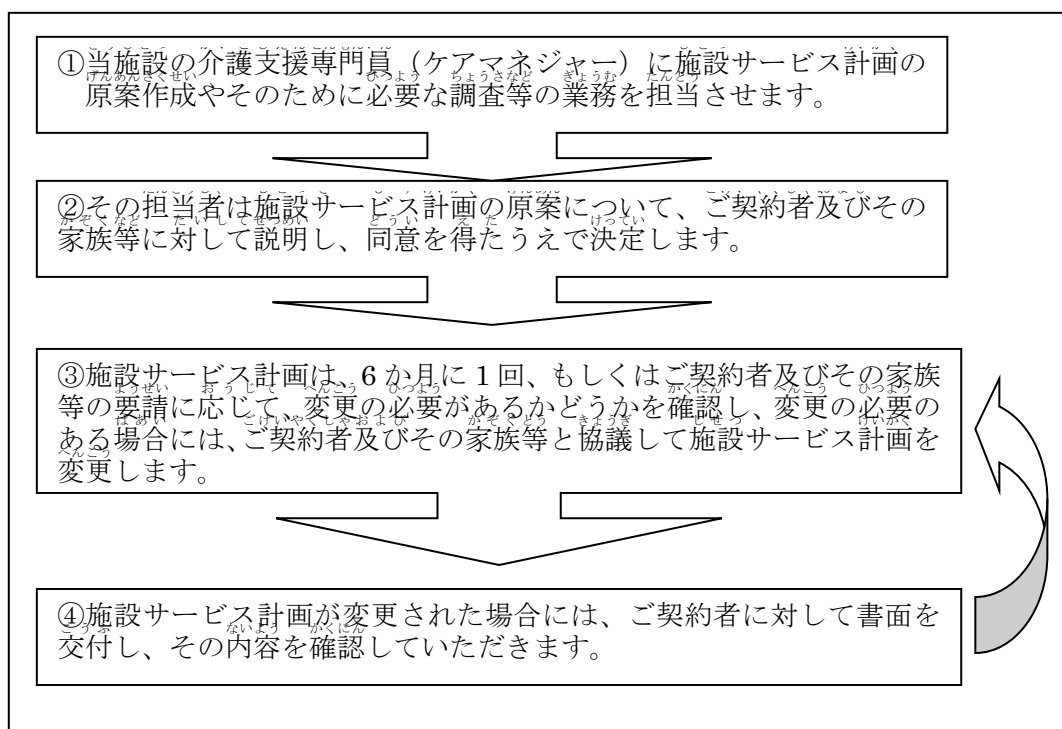 ①当施設の介護支援専門員（ケアマネジャー）に施設サービス計画の
原案作成やそのために必要な調査等の業務を担当させます。
②その担当者は施設サービス計画の原案について、ご契約者及びその
家族等に対して説明し、同意を得たうえで決定します。
③施設サービス計画は、6か月に1回、もしくはご契約者及びその家族
等の要請に応じて、変更の必要があるかどうかを確認し、変更の必要の
ある場合には、ご契約者及びその家族等と協議して施設サービス計画を
変更します。
④施設サービス計画が変更された場合には、ご契約者に対して書面を
交付し、その内容を確認していただきます。